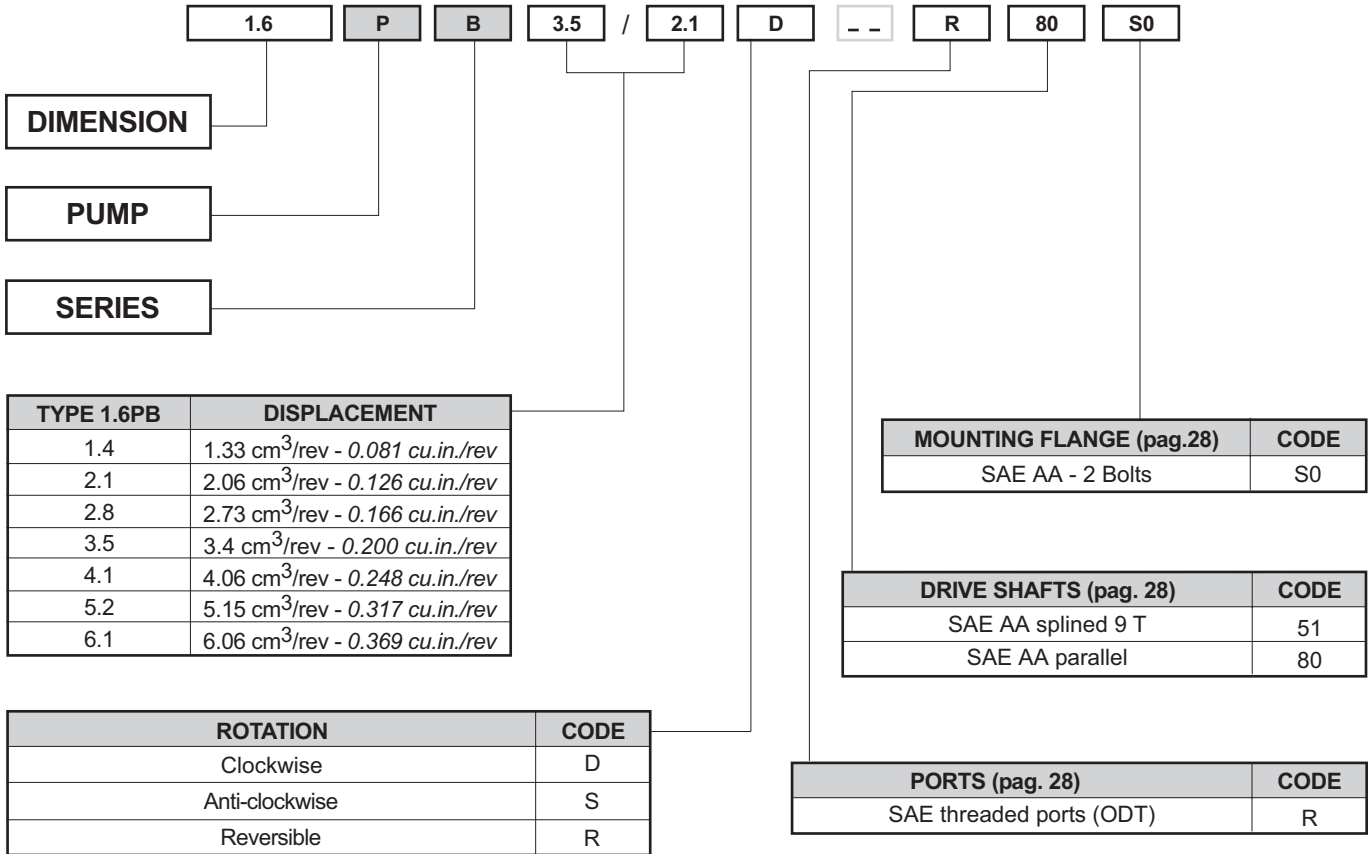 1.6 P B 3.5 / 2.1 D _ _ R 80 S0
DIMENSION
PUMP
SERIES
TYPE 1.6PB DISPLACEMENT
1.4 1.33 cm³/rev - 0.081 cu.in./rev
2.1 2.06 cm³/rev - 0.126 cu.in./rev
2.8 2.73 cm³/rev - 0.166 cu.in./rev
3.5 3.4 cm³/rev - 0.200 cu.in./rev
4.1 4.06 cm³/rev - 0.248 cu.in./rev
5.2 5.15 cm³/rev - 0.317 cu.in./rev
6.1 6.06 cm³/rev - 0.369 cu.in./rev
ROTATION CODE
Clockwise D
Anti-clockwise S
Reversible R
MOUNTING FLANGE (pag.28) CODE
SAE AA - 2 Bolts S0
DRIVE SHAFTS (pag. 28) CODE
SAE AA splined 9 T 51
SAE AA parallel 80
PORTS (pag. 28) CODE
SAE threaded ports (ODT) R